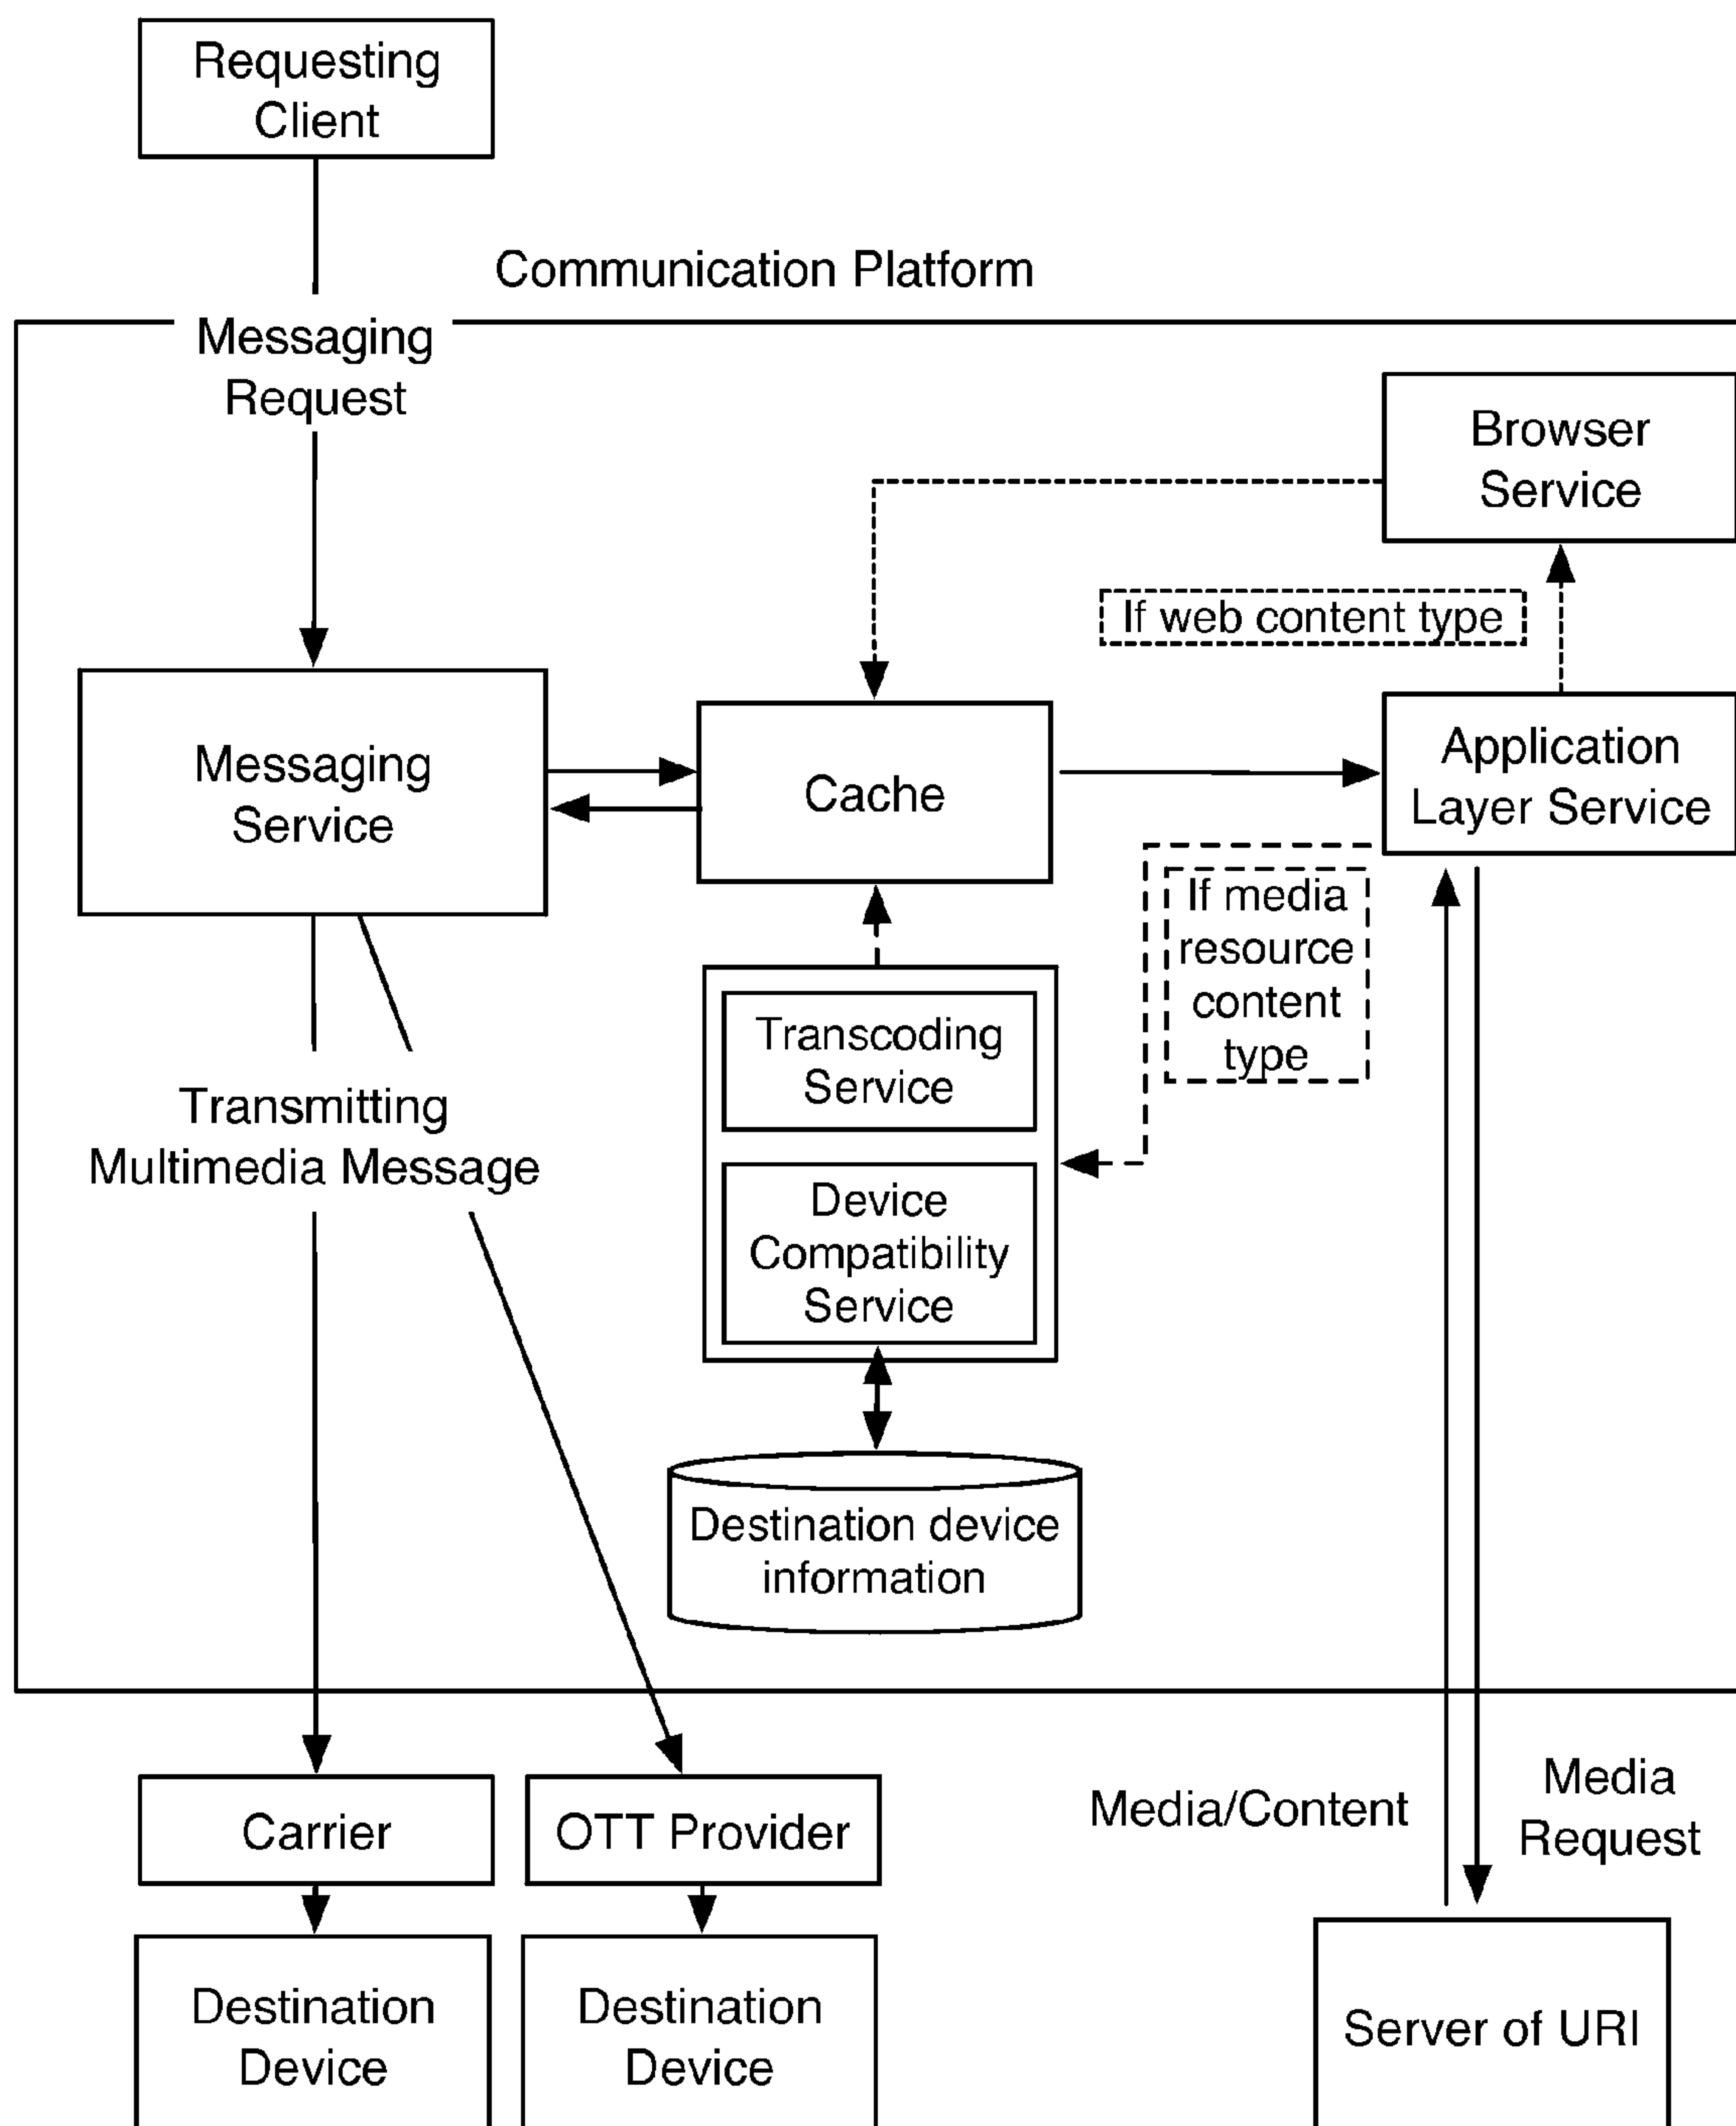 Requesting
Client
Communication Platform
Messaging
Request
Browser
Service
If web content type
Messaging
Service
Cache
Application
Layer Service
If media
resource
content
type
Transcoding
Service
Device
Compatibility
Service
Transmitting
Multimedia Message
Destination device
information
Carrier
OTT Provider
Media/Content
Media
Request
Destination
Device
Destination
Device
Server of URI